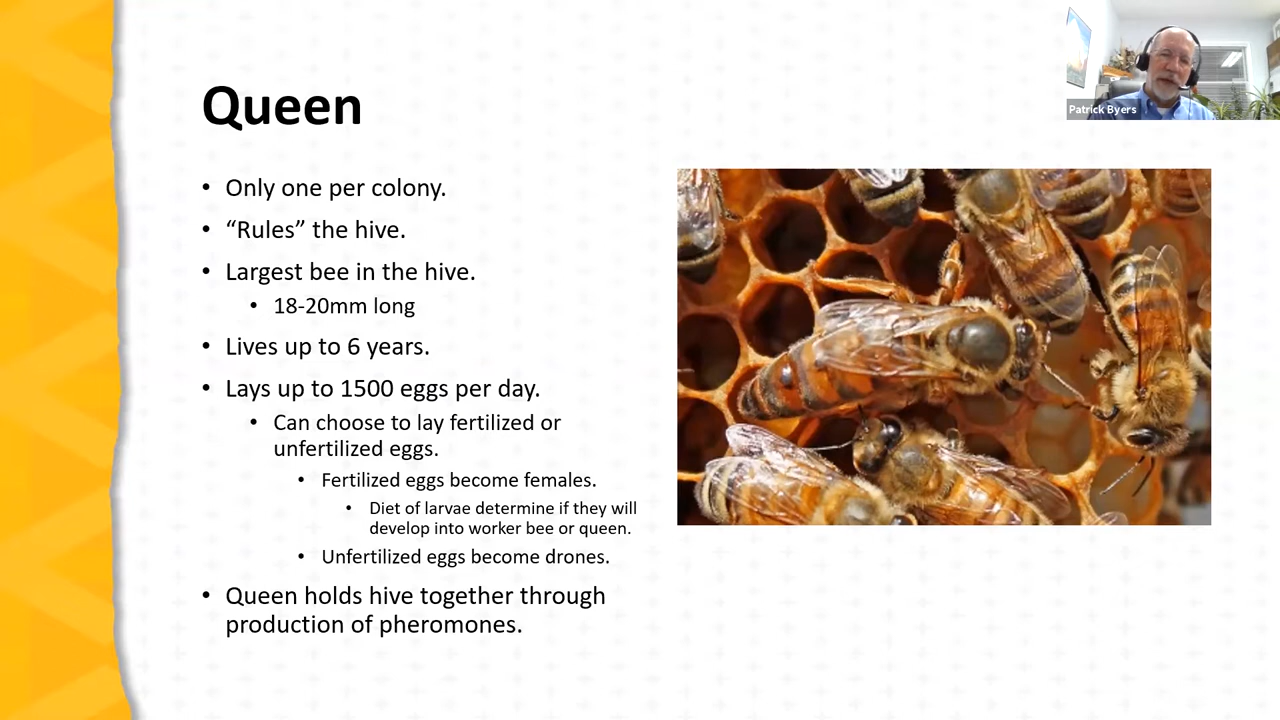 Queen
Patrick Byers
• Only one per colony.
• “Rules” the hive.
• Largest bee in the hive.
• 18-20mm long
• Lives up to 6 years.
• Lays up to 1500 eggs per day.
• Can choose to lay fertilized or
unfertilized eggs.
• Fertilized eggs become females.
• Diet of larvae determine if they will
develop into worker bee or queen.
• Unfertilized eggs become drones.
• Queen holds hive together through
production of pheromones.